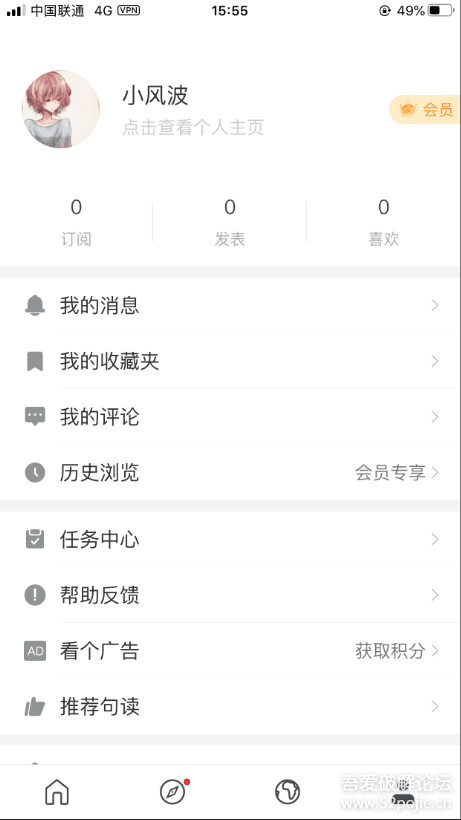 中国联通 4G VPN 15:55 49%
小风波
点击查看个人主页
会员
0 0 0
订阅 发表 喜欢
我的消息
我的收藏夹
我的评论
历史浏览 会员专享
任务中心
帮助反馈
AD 看个广告 获取积分
推荐句读
吾爱破解论坛
www.52pojie.cn